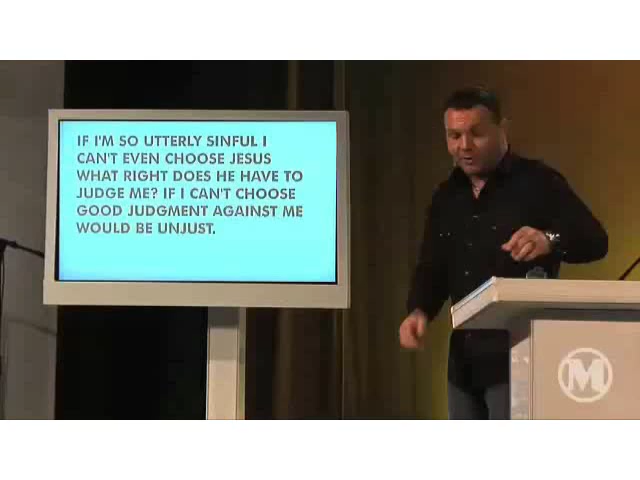 IF I'M SO UTTERLY SINFUL I
CAN'T EVEN CHOOSE JESUS
WHAT RIGHT DOES HE HAVE TO
JUDGE ME? IF I CAN'T CHOOSE
GOOD JUDGMENT AGAINST ME
WOULD BE UNJUST.
M